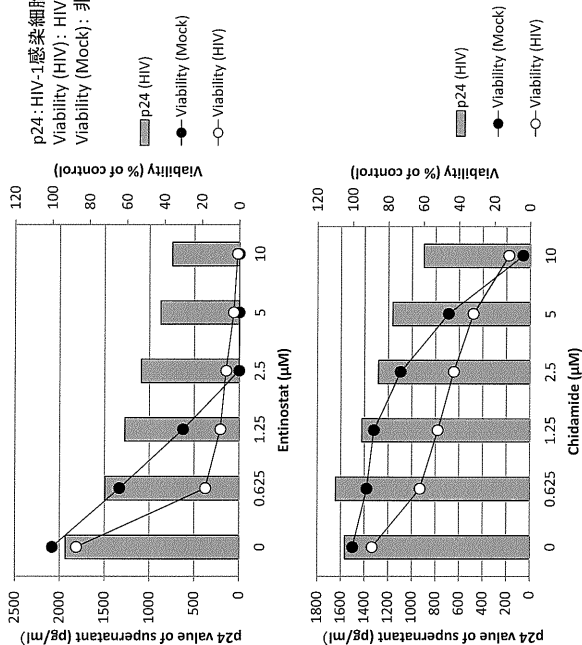 p24:HIV-1感染細胞
Viability (HIV): HIV
Viability (Mock): 非
p24 (HIV)
Viability (Mock)
Viability (HIV)
p24 value of supernatant (pg/ml)
2500
2000
1500
1000
500
0
Viability (% of control)
120
100
80
60
40
20
0
0 0.625 1.25 2.5 5 10
Entinostat (μM)
p24 (HIV)
Viability (Mock)
Viability (HIV)
p24 value of supernatant (pg/ml)
1800
1600
1400
1200
1000
800
600
400
200
0
Viability (% of control)
120
100
80
60
40
20
0
0 0.625 1.25 2.5 5 10
Chidamide (μM)